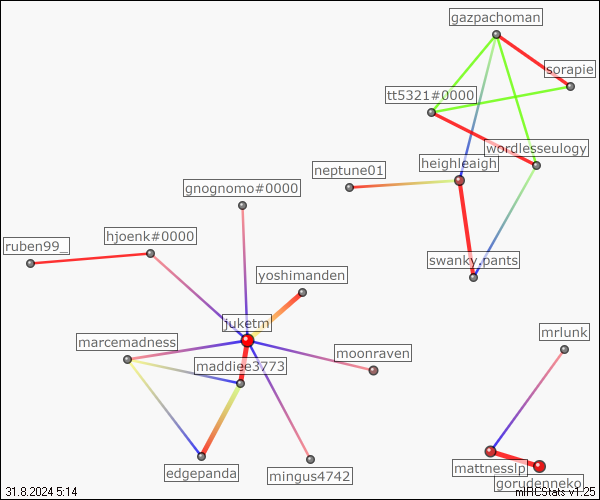 gazpachoman
sorapie
tt5321#0000
wordlesseulogy
heighleaigh
neptune01
gnognomo#0000
hjoenk#0000
ruben99_
swanky.pants
yoshimanden
juketm
mrlunk
marcemadness
moonraven
maddiee3773
edgepanda
mingus4742
mattnesslp
gorudenneko
31.8.2024 5:14
mIRCStats v1.25